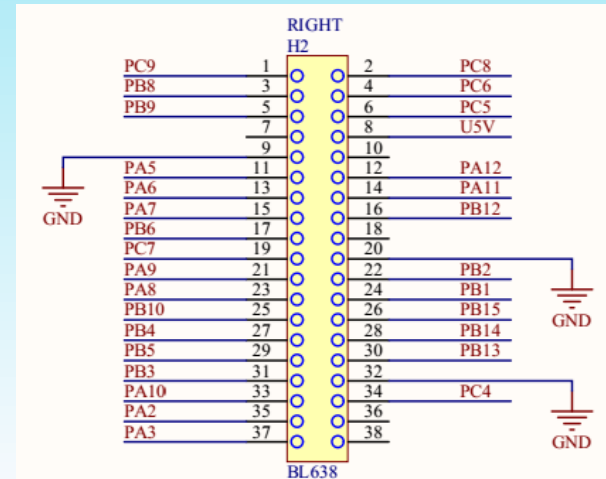 RIGHT
H2
PC9 1 2 PC8
PB8 3 4 PC6
PB9 5 6 PC5
7 8 U5V
9 10
PA5 11 12 PA12
PA6 13 14 PA11
GND
PA7 15 16 PB12
PB6 17 18
PC7 19 20
PA9 21 22 PB2
PA8 23 24 PB1
PB10 25 26 PB15
GND
PB4 27 28 PB14
PB5 29 30 PB13
PB3 31 32
PA10 33 34 PC4
PA2 35 36
PA3 37 38
GND
BL638